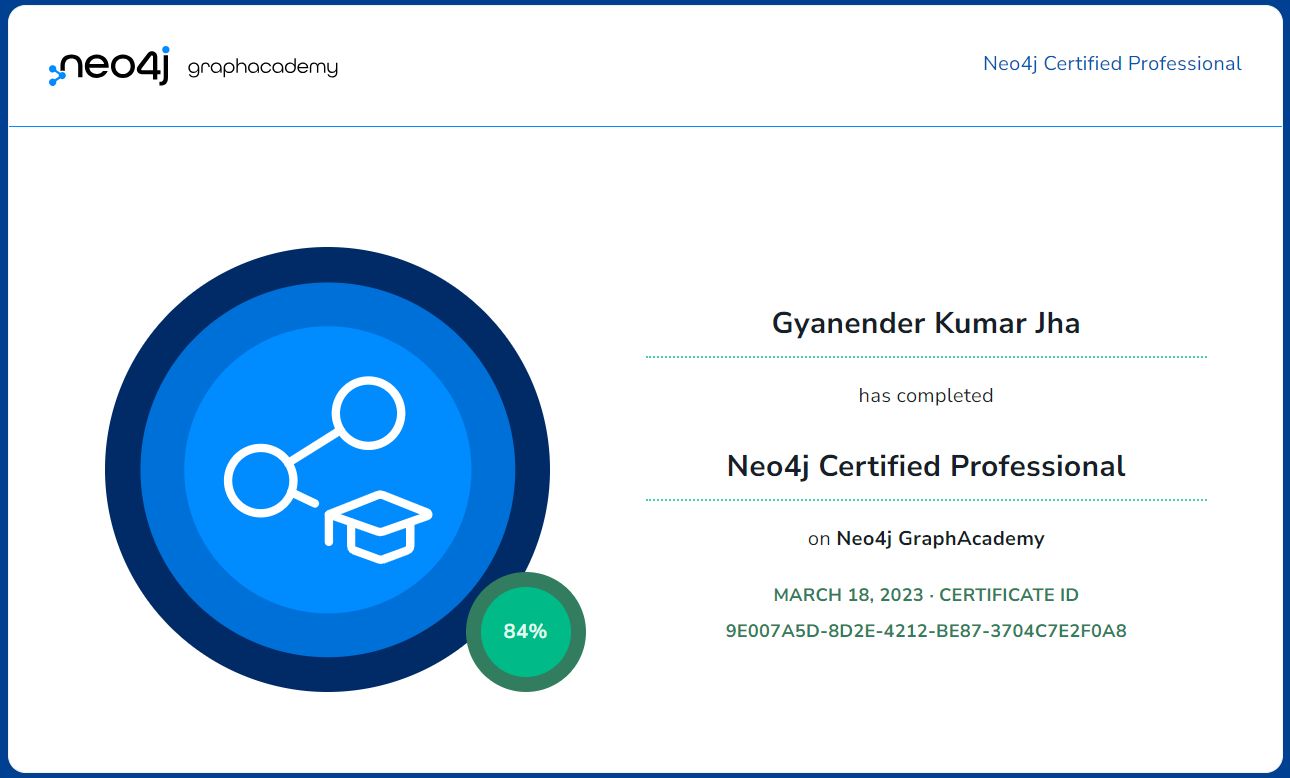 neo4j graphacademy
Neo4j Certified Professional
Gyanender Kumar Jha
has completed
Neo4j Certified Professional
on Neo4j GraphAcademy
MARCH 18, 2023 · CERTIFICATE ID
9E007A5D-8D2E-4212-BE87-3704C7E2F0A8
84%